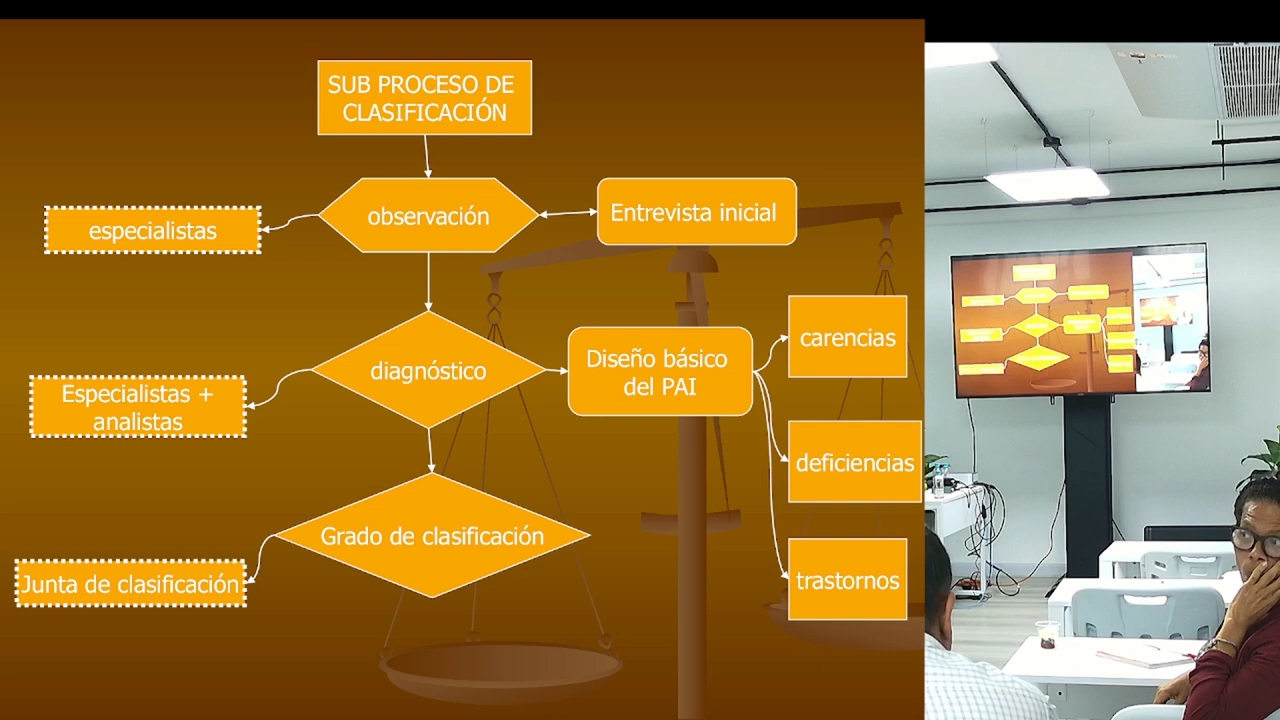 SUB PROCESO DE
CLASIFICACIÓN
observación
Entrevista inicial
especialistas
diagnóstico
Diseño básico
del PAI
carencias
Especialistas +
analistas
deficiencias
Grado de clasificación
trastornos
Junta de clasificación